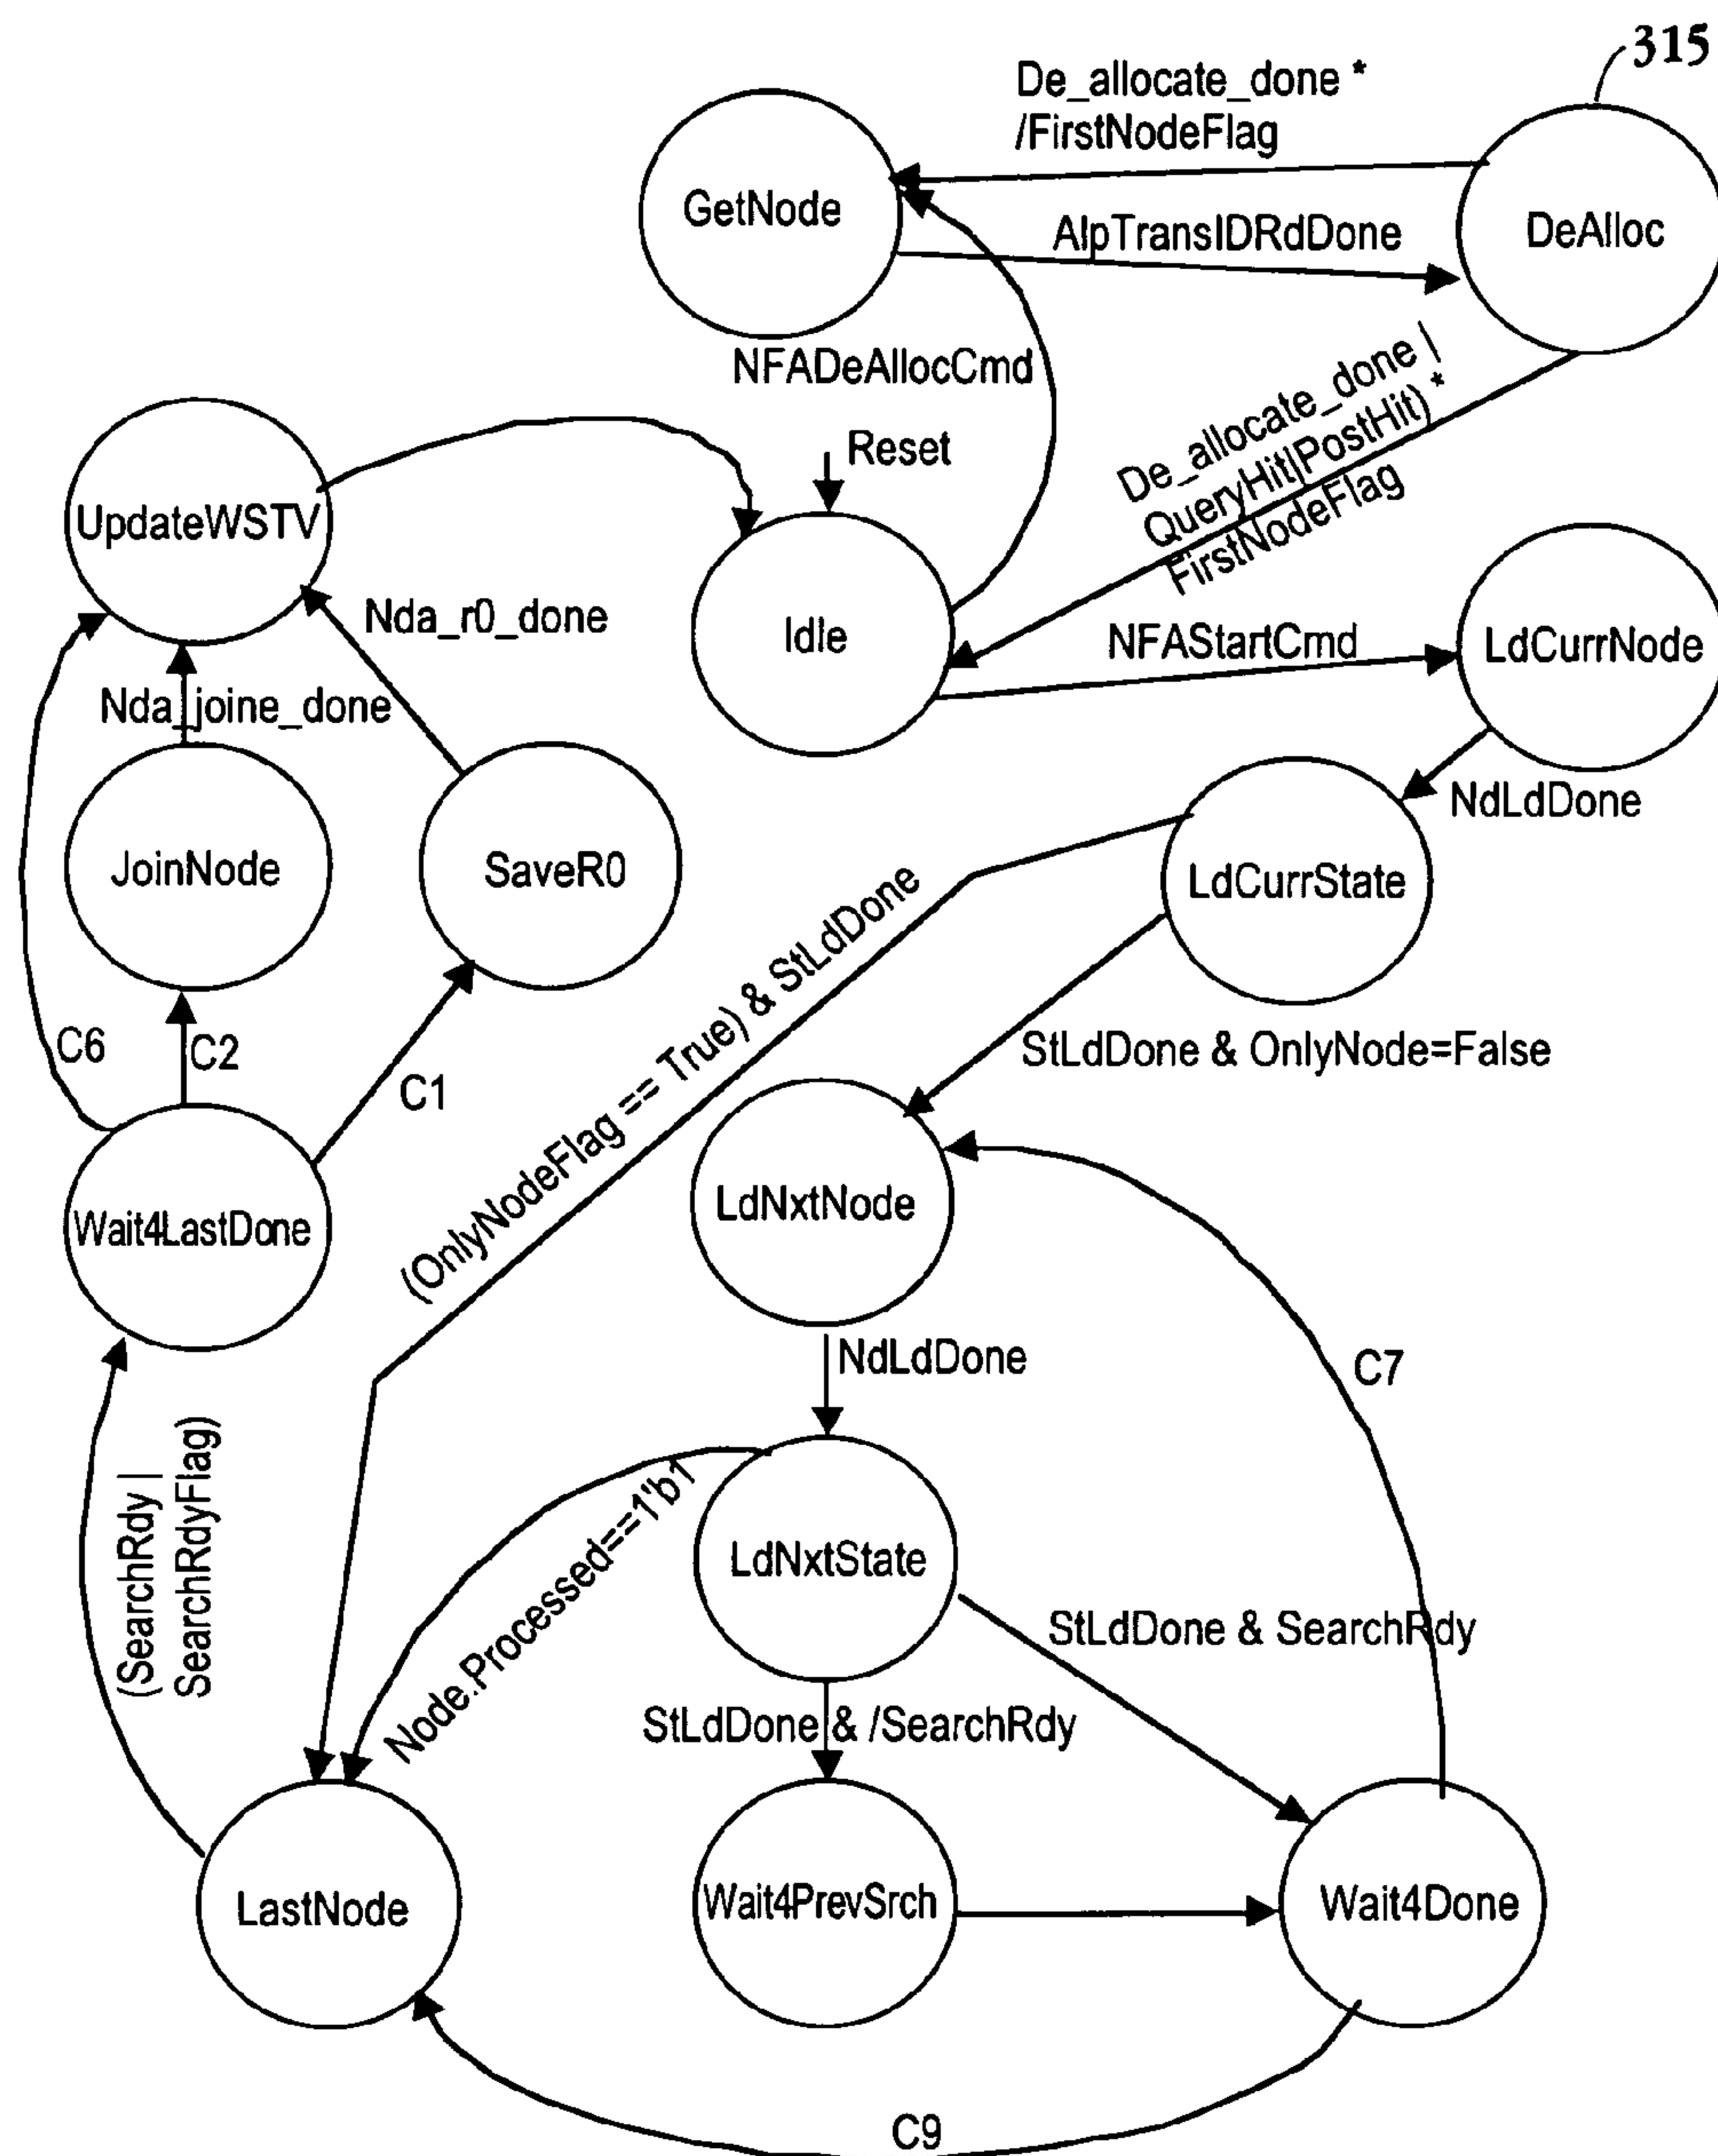 315
De_allocate_done *
/FirstNodeFlag
GetNode
AlpTransIDRdDone
DeAlloc
NFADeAllocCmd
De_allocate_done |
QueryHit|PostHit) *
FirstNodeFlag
Reset
UpdateWSTV
Idle
NFAStartCmd
LdCurrNode
Nda_r0_done
Nda_joine_done
NdLdDone
JoinNode
SaveR0
LdCurrState
(OnlyNodeFlag == True) & StLdDone
StLdDone & OnlyNode=False
C6
C2
C1
LdNxtNode
Wait4LastDone
NdLdDone
C7
(SearchRdy |
SearchRdyFlag)
Node.Processed==1'b1
LdNxtState
StLdDone & SearchRdy
StLdDone & /SearchRdy
LastNode
Wait4PrevSrch
Wait4Done
C9